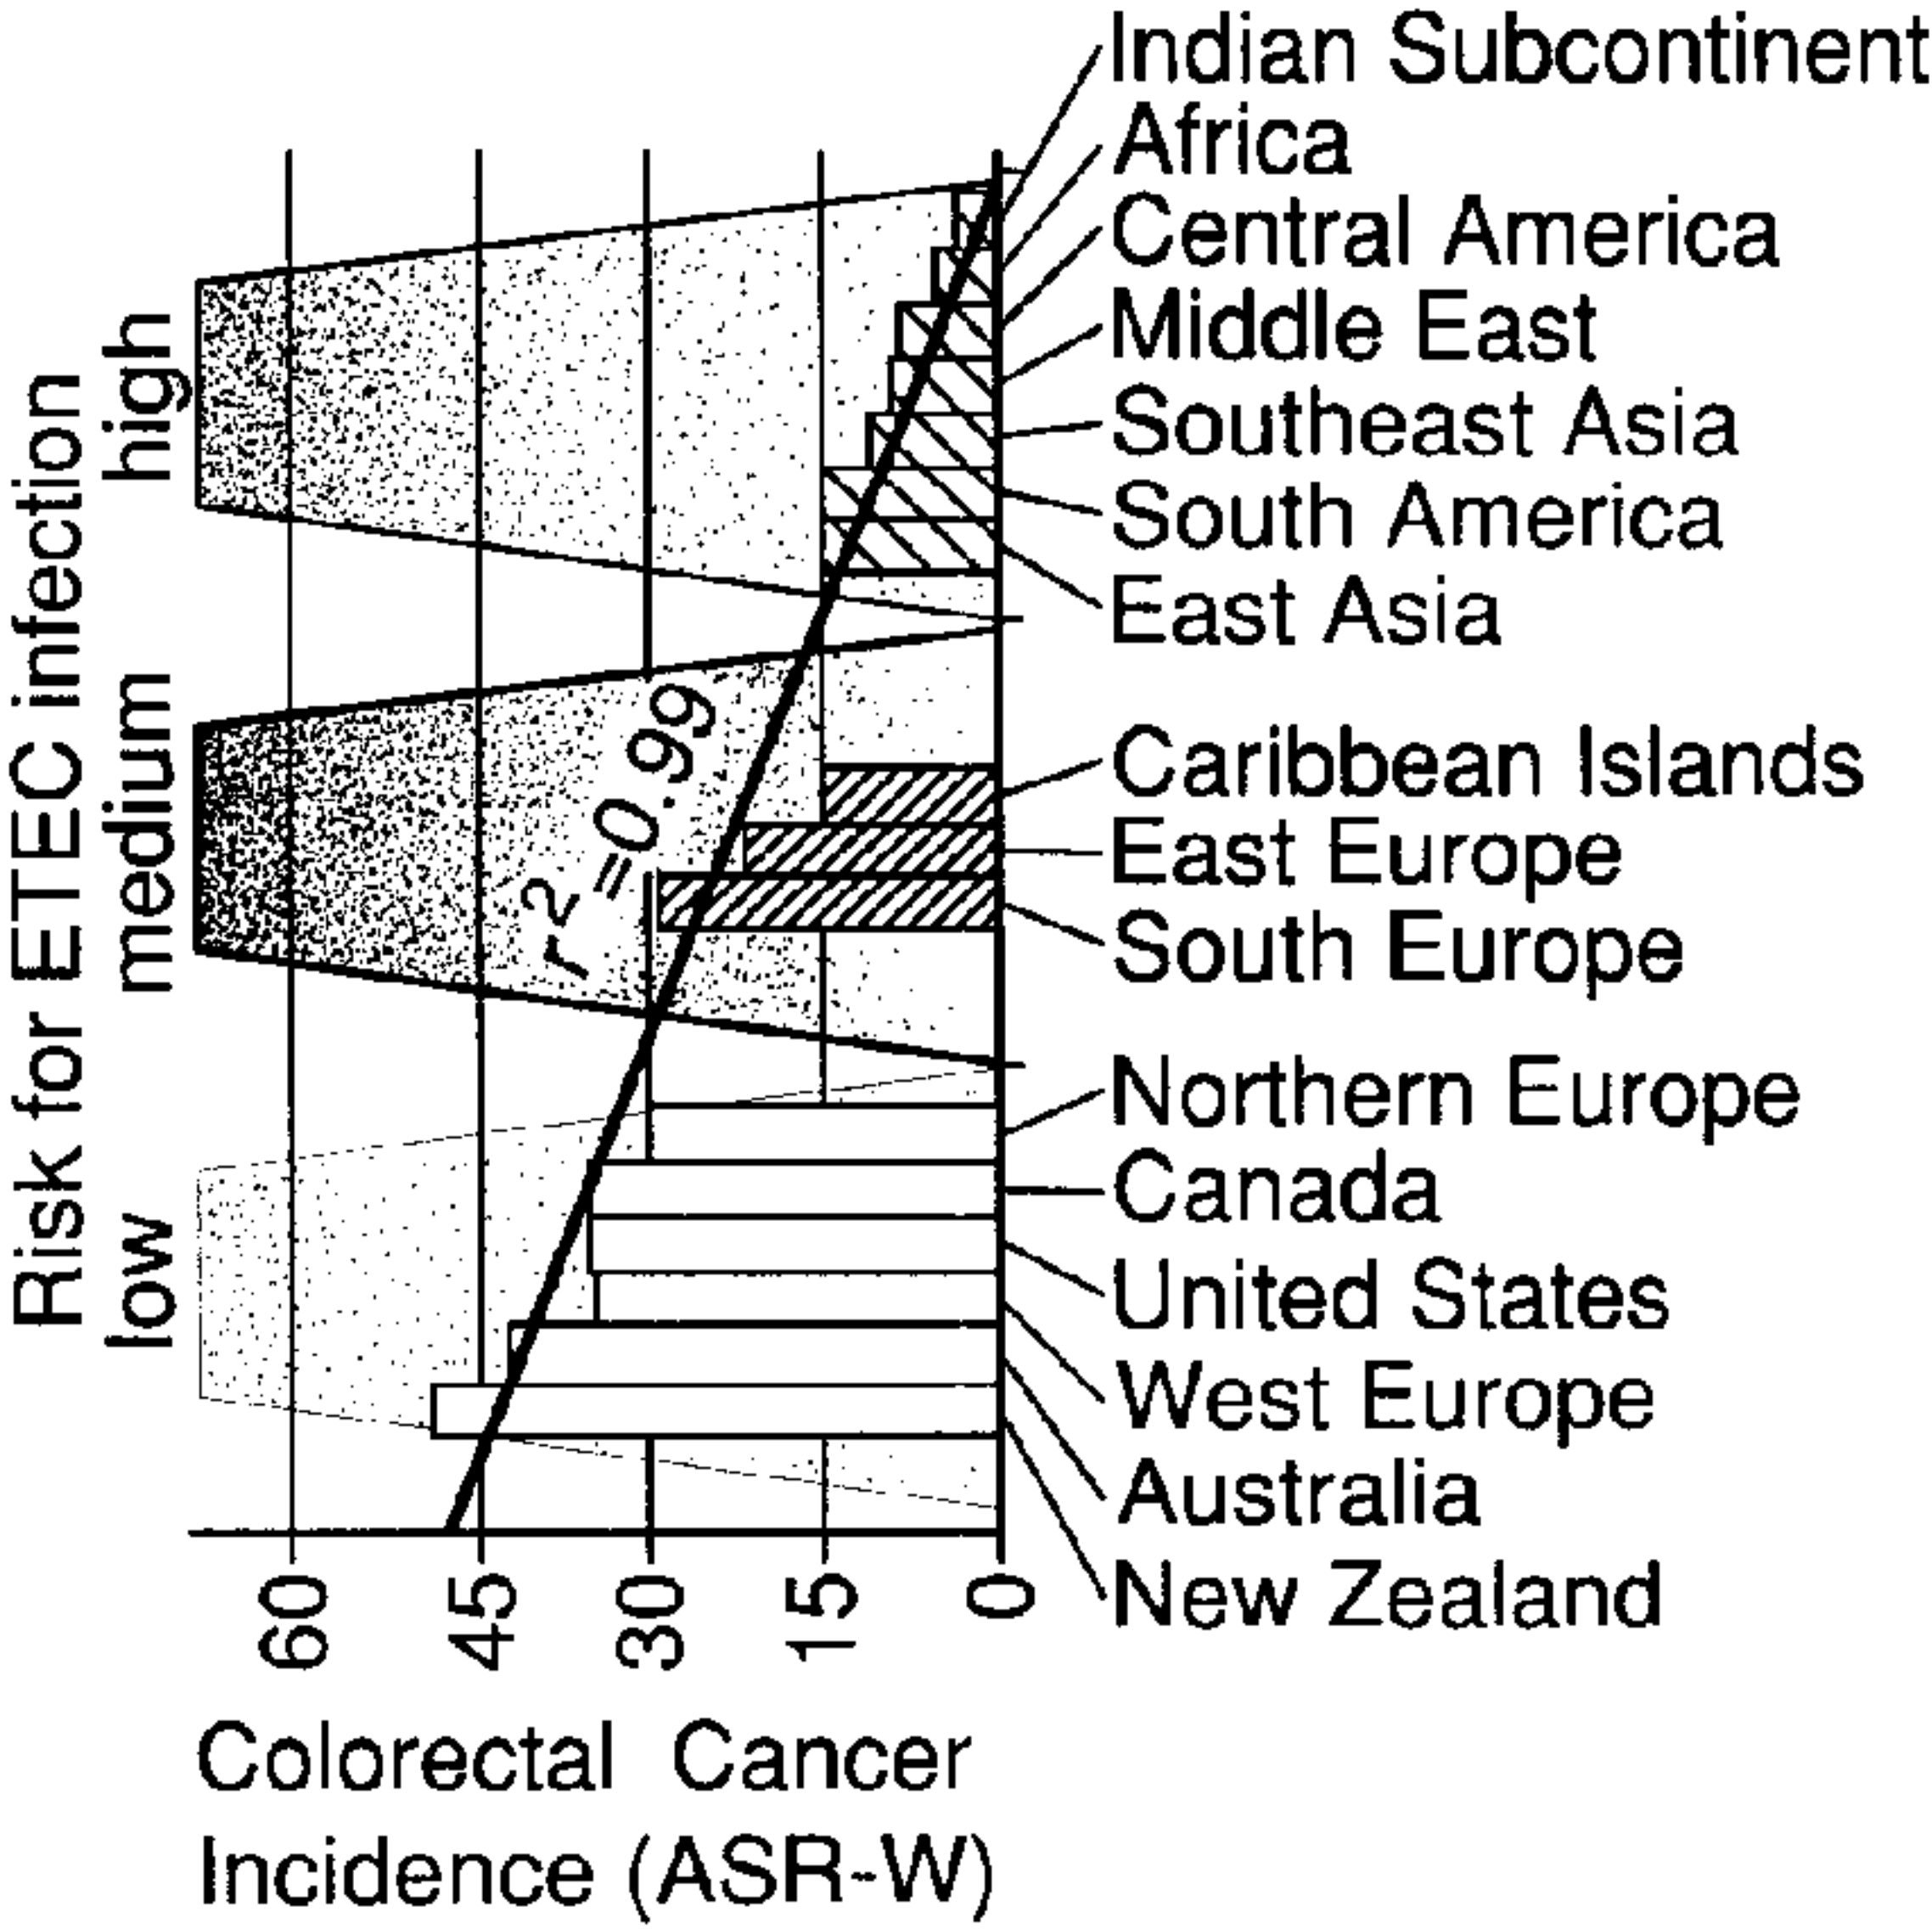 Risk for ETEC infection
high
medium
low
r²=0.99
Indian Subcontinent
Africa
Central America
Middle East
Southeast Asia
South America
East Asia
Caribbean Islands
East Europe
South Europe
Northern Europe
Canada
United States
West Europe
Australia
New Zealand
60
45
30
15
0
Colorectal Cancer
Incidence (ASR-W)